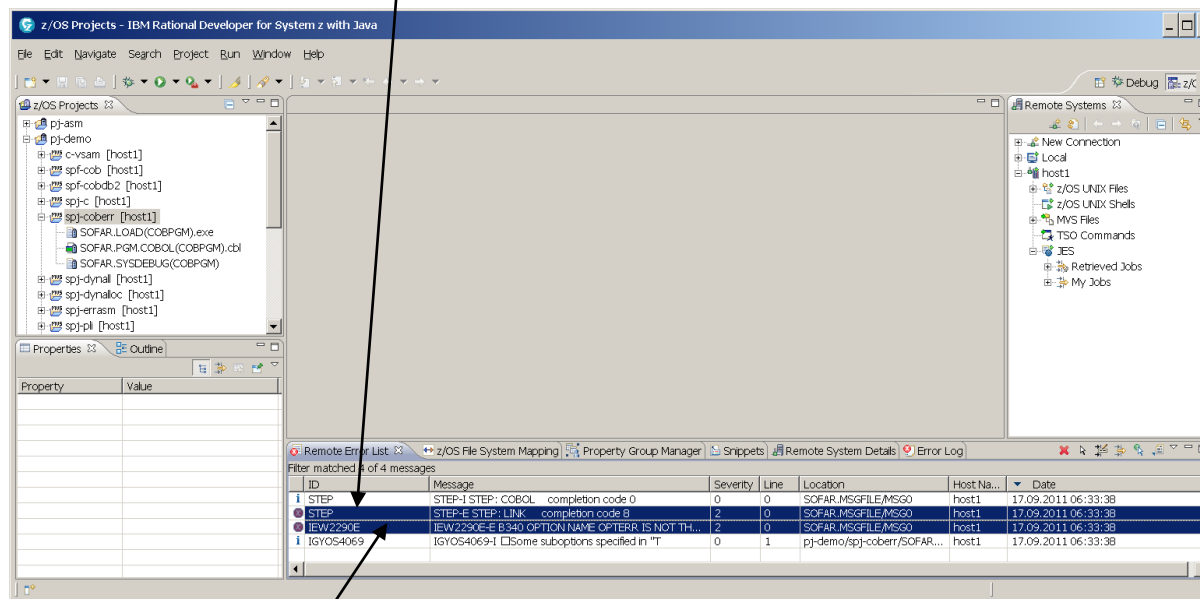 z/OS Projects - IBM Rational Developer for System z with Java
File Edit Navigate Search Project Run Window Help
Debug z/O
z/OS Projects
pj-asm
pj-demo
c-vsam [host1]
spf-cob [host1]
spf-cobdb2 [host1]
spj-c [host1]
spj-coberr [host1]
SOFAR.LOAD(COBPGM).exe
SOFAR.PGM.COBOL(COBPGM).cbl
SOFAR.SYSDEBUG(COBPGM)
spj-dynall [host1]
spj-dynalloc [host1]
spj-errasm [host1]
spj-pli [host1]
Properties Outline
Property Value
Remote Systems
New Connection
Local
host1
z/OS UNIX Files
z/OS UNIX Shells
MVS Files
TSO Commands
JES
Retrieved Jobs
My Jobs
Remote Error List z/OS File System Mapping Property Group Manager Snippets Remote System Details Error Log
Filter matched 4 of 4 messages
ID Message Severity Line Location Host Na... Date
STEP STEP-I STEP: COBOL completion code 0 0 0 SOFAR.MSGFILE/MSGO host1 17.09.2011 06:33:38
STEP STEP-E STEP: LINK completion code 8 2 0 SOFAR.MSGFILE/MSGO host1 17.09.2011 06:33:38
IEW2290E IEW2290E-E B340 OPTION NAME OPTERR IS NOT TH... 2 0 SOFAR.MSGFILE/MSGO host1 17.09.2011 06:33:38
IGYOS4069 IGYOS4069-I □Some suboptions specified in "T 0 1 pj-demo/spj-coberr/SOFAR... host1 17.09.2011 06:33:38